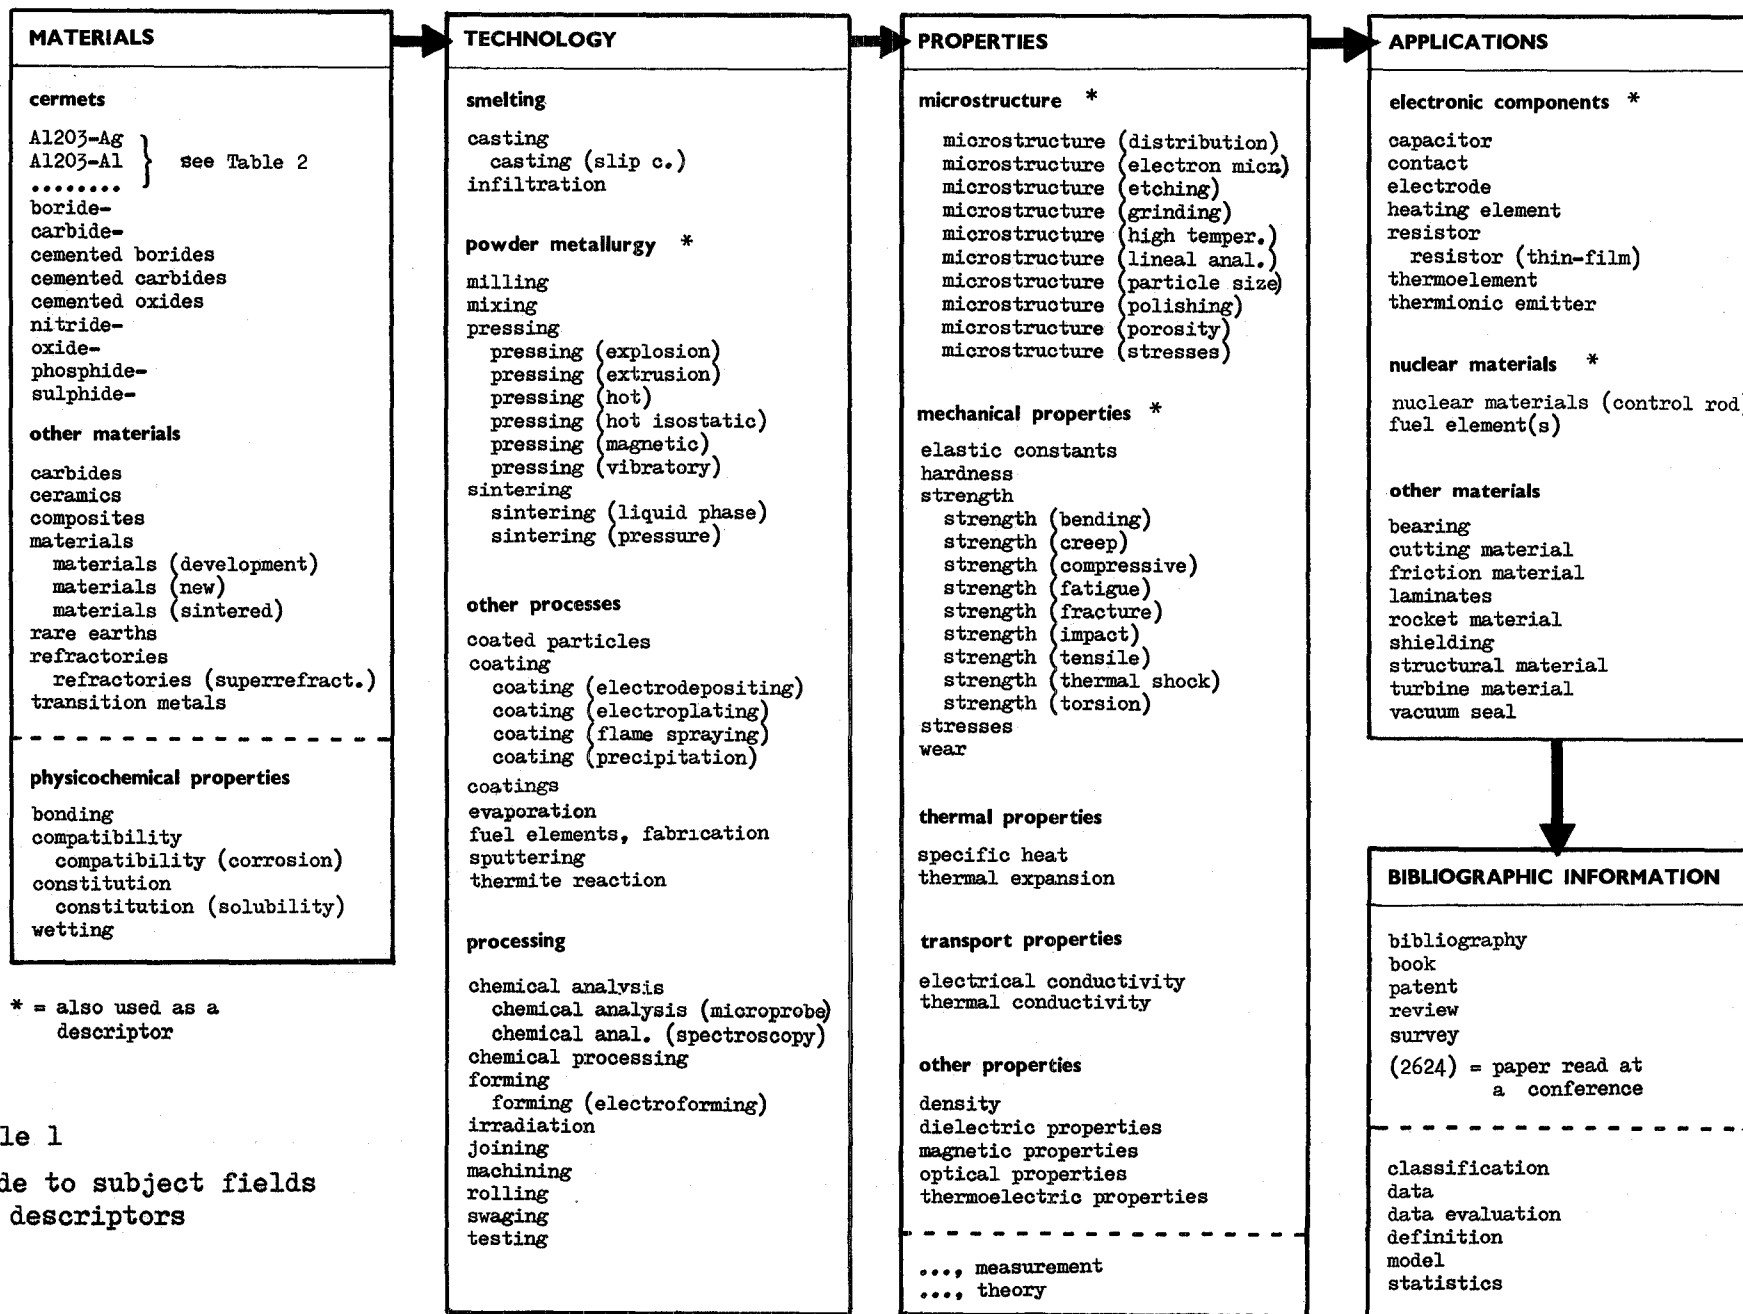 MATERIALS
cermets
Al203-Ag
Al203-Al
see Table 2
........
boride-
carbide-
cemented borides
cemented carbides
cemented oxides
nitride-
oxide-
phosphide-
sulphide-
other materials
carbides
ceramics
composites
materials
materials (development)
materials (new)
materials (sintered)
rare earths
refractories
refractories (superrefract.)
transition metals
physicochemical properties
bonding
compatibility
compatibility (corrosion)
constitution
constitution (solubility)
wetting
* = also used as a
descriptor
le 1
de to subject fields
descriptors
TECHNOLOGY
smelting
casting
casting (slip c.)
infiltration
powder metallurgy *
milling
mixing
pressing
pressing (explosion)
pressing (extrusion)
pressing (hot)
pressing (hot isostatic)
pressing (magnetic)
pressing (vibratory)
sintering
sintering (liquid phase)
sintering (pressure)
other processes
coated particles
coating
coating (electrodepositing)
coating (electroplating)
coating (flame spraying)
coating (precipitation)
coatings
evaporation
fuel elements, fabrication
sputtering
thermite reaction
processing
chemical analysis
chemical analysis (microprobe)
chemical anal. (spectroscopy)
chemical processing
forming
forming (electroforming)
irradiation
joining
machining
rolling
swaging
testing
PROPERTIES
microstructure *
microstructure (distribution)
microstructure (electron micr.)
microstructure (etching)
microstructure (grinding)
microstructure (high temper.)
microstructure (lineal anal.)
microstructure (particle size)
microstructure (polishing)
microstructure (porosity)
microstructure (stresses)
mechanical properties *
elastic constants
hardness
strength
strength (bending)
strength (creep)
strength (compressive)
strength (fatigue)
strength (fracture)
strength (impact)
strength (tensile)
strength (thermal shock)
strength (torsion)
stresses
wear
thermal properties
specific heat
thermal expansion
transport properties
electrical conductivity
thermal conductivity
other properties
density
dielectric properties
magnetic properties
optical properties
thermoelectric properties
..., measurement
..., theory
APPLICATIONS
electronic components *
capacitor
contact
electrode
heating element
resistor
resistor (thin-film)
thermoelement
thermionic emitter
nuclear materials *
nuclear materials (control rod)
fuel element(s)
other materials
bearing
cutting material
friction material
laminates
rocket material
shielding
structural material
turbine material
vacuum seal
BIBLIOGRAPHIC INFORMATION
bibliography
book
patent
review
survey
(2624) = paper read at
a conference
classification
data
data evaluation
definition
model
statistics